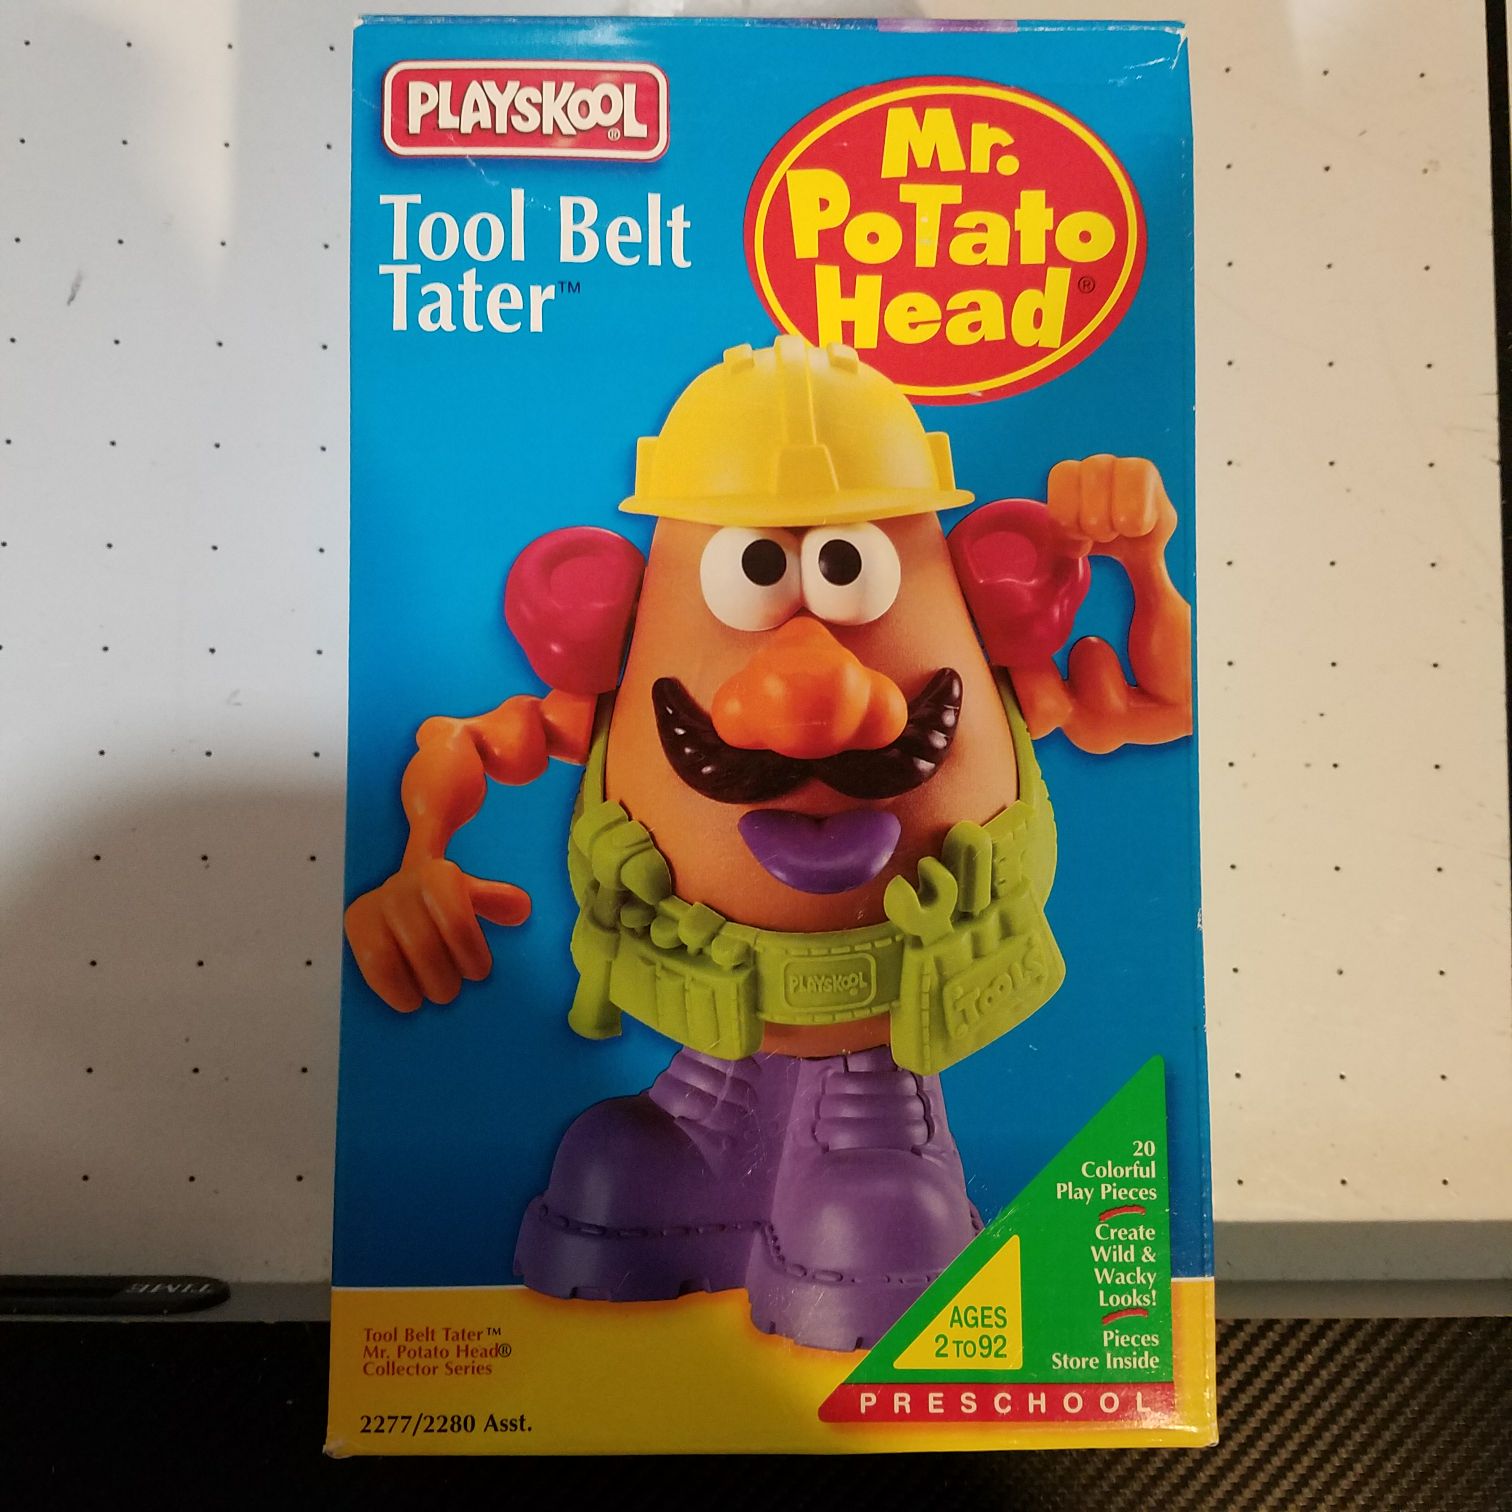 PLAYSKOOL®
Mr.
PoTato
Head®
Tool Belt
Tater™
PLAYSKOOL
TOOLS
20
Colorful
Play Pieces
Create
Wild &
Wacky
Looks!
Pieces
Store Inside
AGES
2 TO 92
PRESCHOOL
Tool Belt Tater™
Mr. Potato Head®
Collector Series
2277/2280 Asst.
TIME